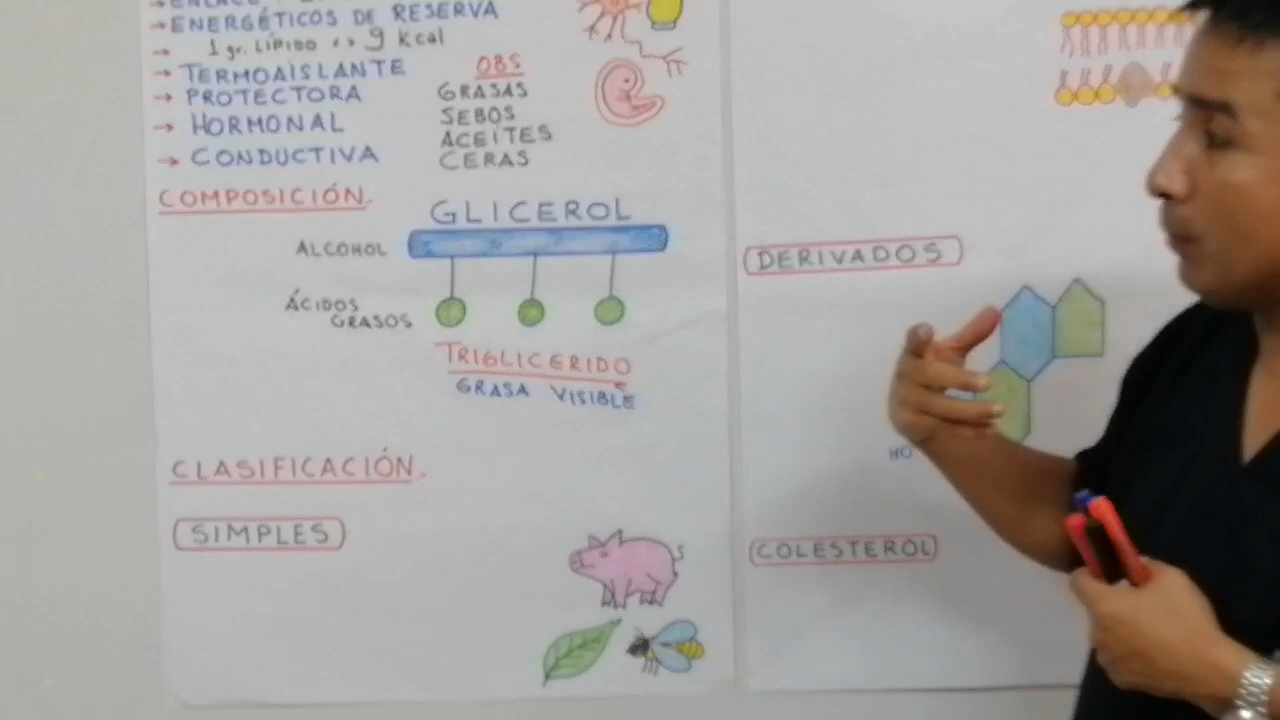 →ENERGÉTICOS DE RESERVA
→ 1 gr. LÍPIDO <> 9 kcal
→ TERMOAISLANTE
→ PROTECTORA
→ HORMONAL
→ CONDUCTIVA
OBS
GRASAS
SEBOS
ACEITES
CERAS
COMPOSICIÓN.
GLICEROL
ALCOHOL
ÁCIDOS
GRASOS
TRIGLICERIDO
GRASA VISIBLE
CLASIFICACIÓN.
SIMPLES
DERIVADOS
HO
COLESTEROL